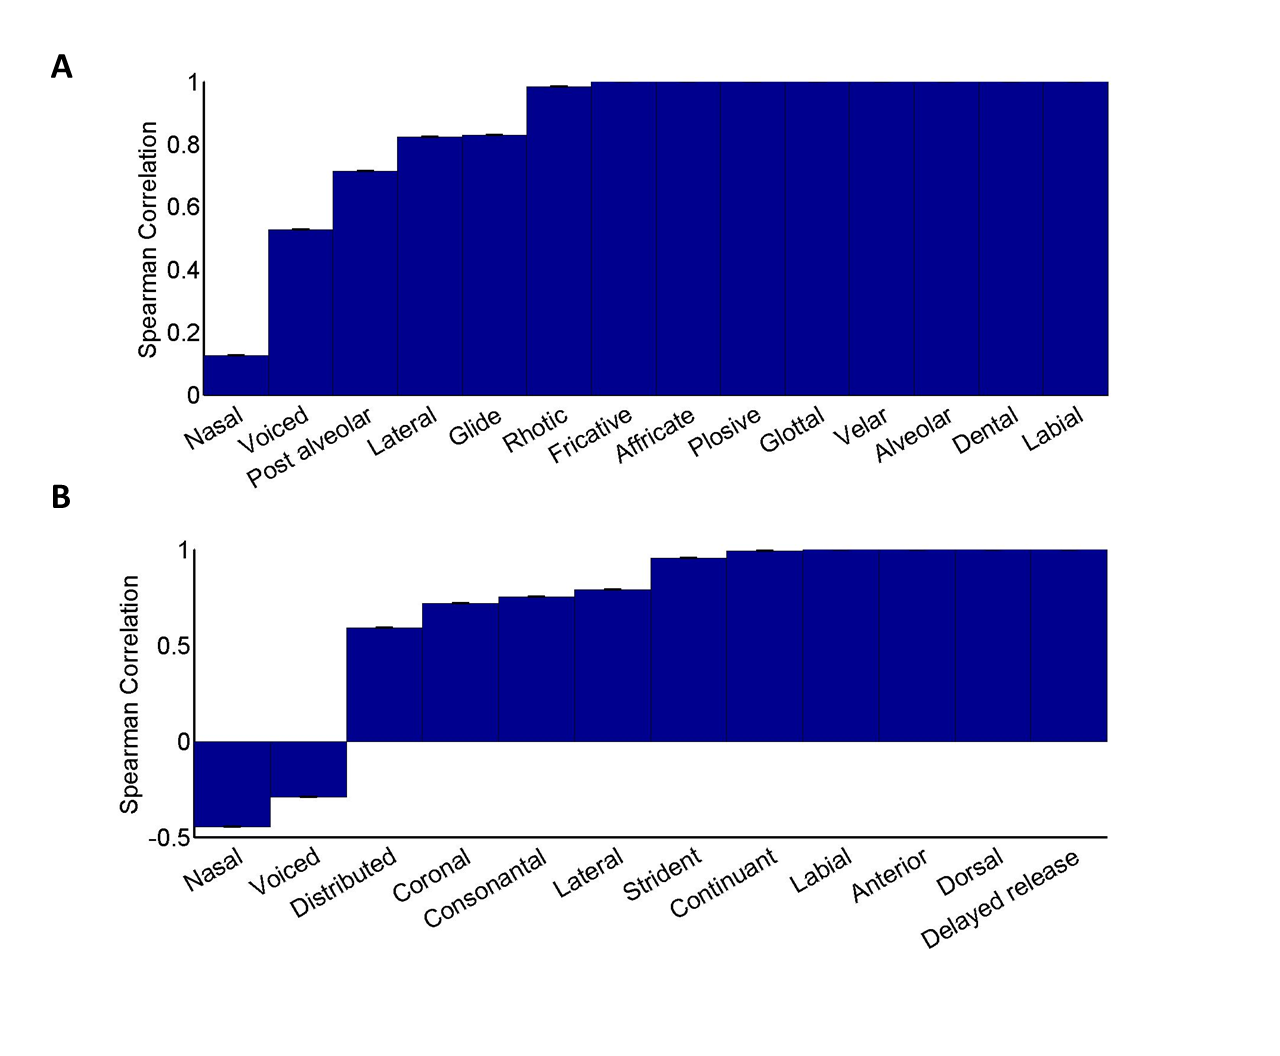 A
Spearman Correlation
1
0.8
0.6
0.4
0.2
0
Nasal
Voiced
Post alveolar
Lateral
Glide
Rhotic
Fricative
Affricate
Plosive
Glottal
Velar
Alveolar
Dental
Labial
B
Spearman Correlation
1
0.5
0
-0.5
Nasal
Voiced
Distributed
Coronal
Consonantal
Lateral
Strident
Continuant
Labial
Anterior
Dorsal
Delayed release